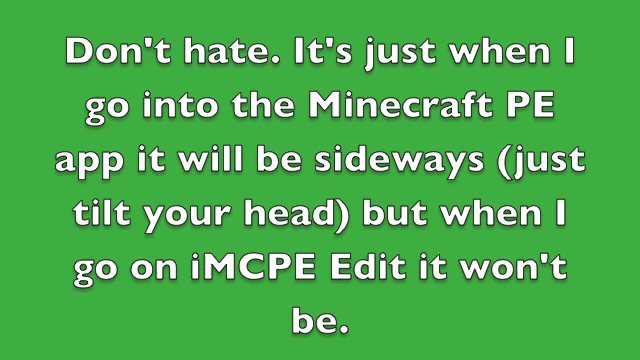 Don't hate. It's just when I
go into the Minecraft PE
app it will be sideways (just
tilt your head) but when I
go on iMCPE Edit it won't
be.